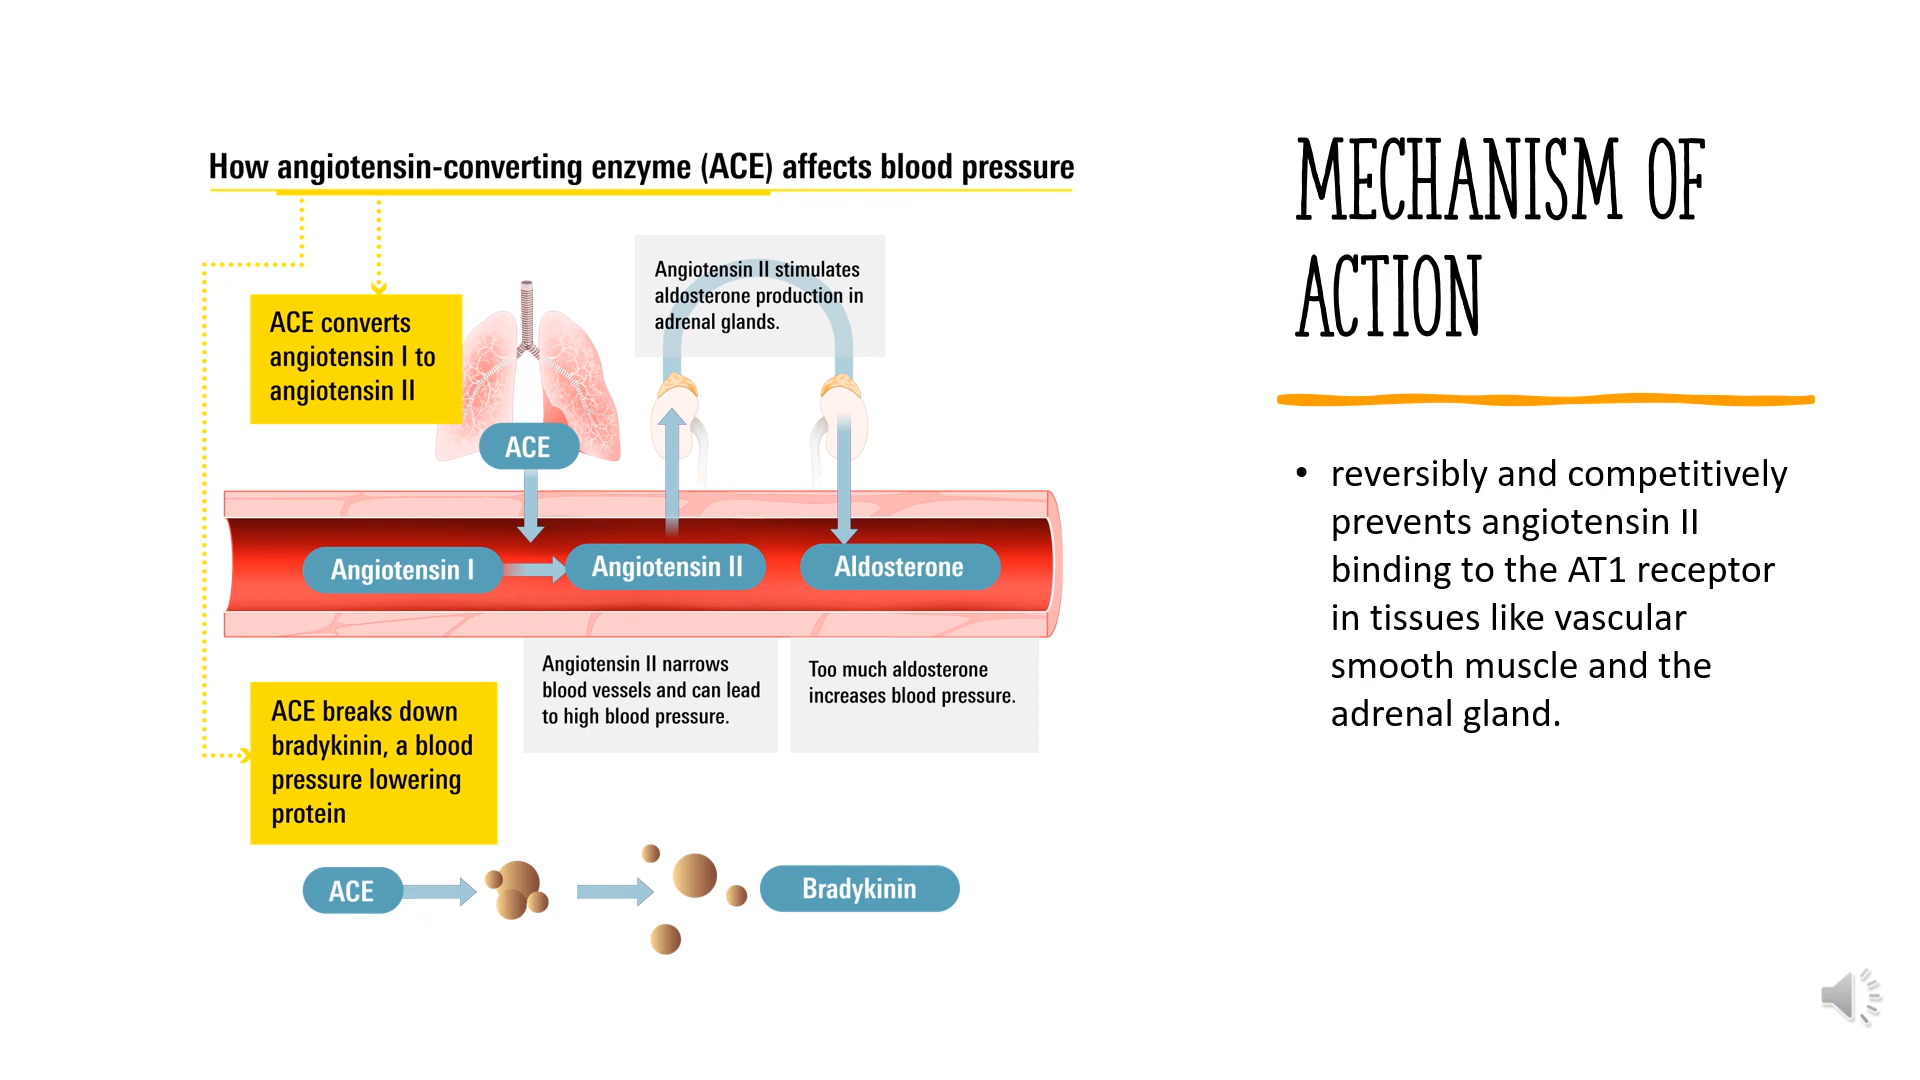 How angiotensin-converting enzyme (ACE) affects blood pressure
ACE converts
angiotensin I to
angiotensin II
Angiotensin II stimulates
aldosterone production in
adrenal glands.
ACE
Angiotensin I
Angiotensin II
Aldosterone
Angiotensin II narrows
blood vessels and can lead
to high blood pressure.
Too much aldosterone
increases blood pressure.
ACE breaks down
bradykinin, a blood
pressure lowering
protein
ACE
Bradykinin
MECHANISM OF
ACTION
• reversibly and competitively
prevents angiotensin II
binding to the AT1 receptor
in tissues like vascular
smooth muscle and the
adrenal gland.